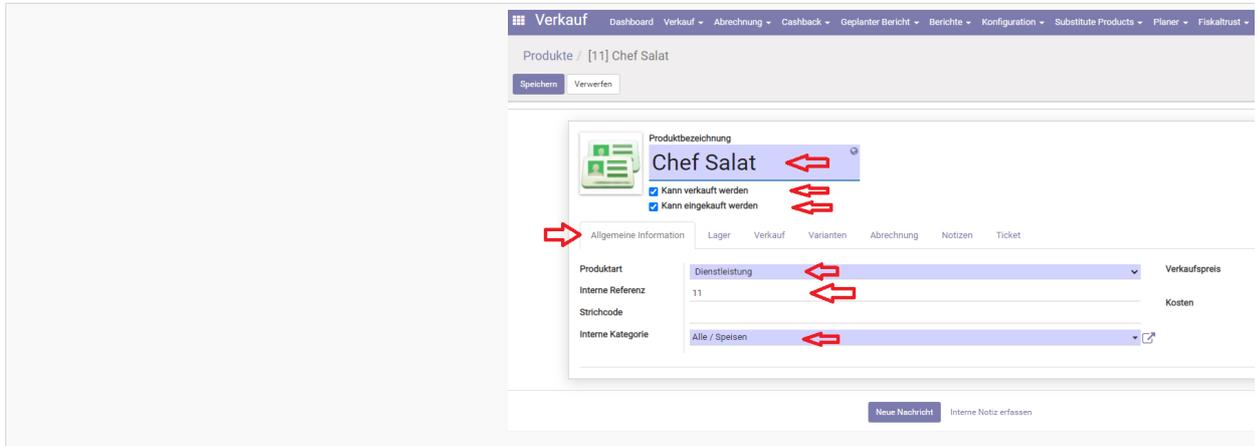 Verkauf Dashboard Verkauf Abrechnung Cashback Geplanter Bericht Berichte Konfiguration Substitute Products Planer Fiskaltrust
Produkte / [11] Chef Salat
Speichern Verwerfen
Produktbezeichnung
Chef Salat
Kann verkauft werden
Kann eingekauft werden
Allgemeine Information Lager Verkauf Varianten Abrechnung Notizen Ticket
Produktart Dienstleistung Verkaufspreis
Interne Referenz 11
Kosten
Strichcode
Interne Kategorie Alle / Speisen
Neue Nachricht Interne Notiz erfassen